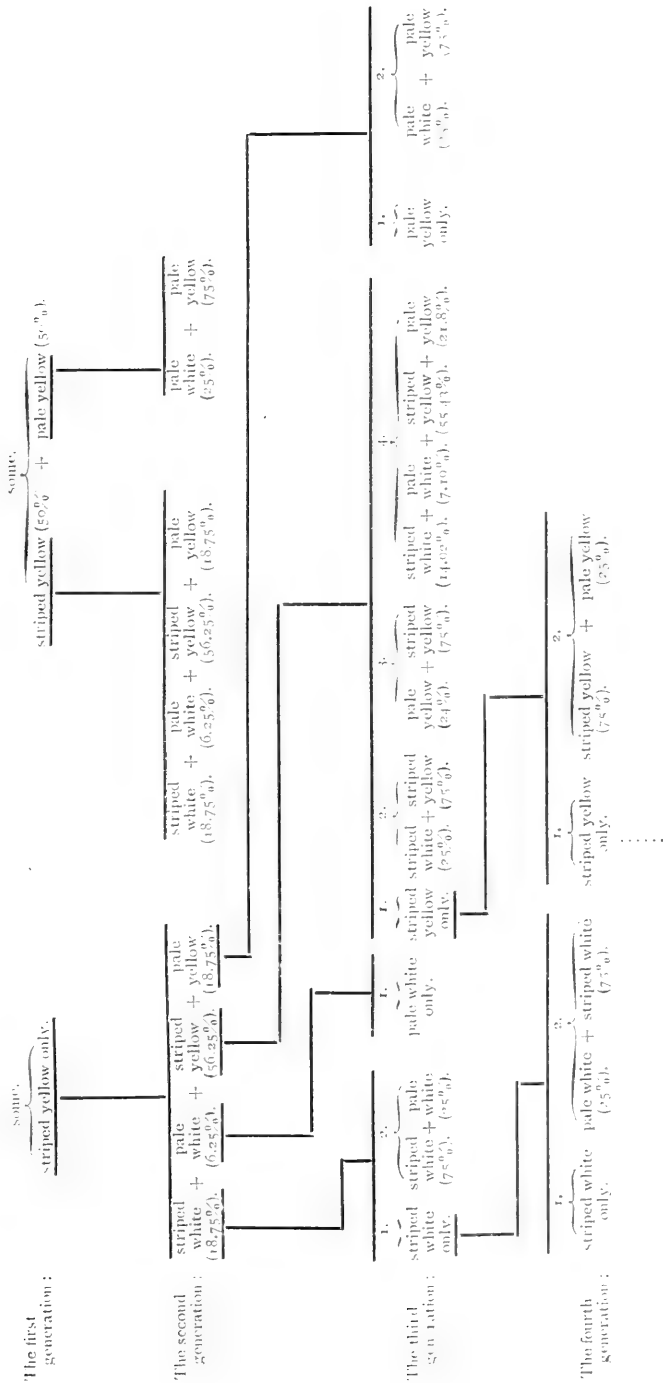 The first
generation :
some.
striped yellow only.
some.
striped yellow (50% + pale yellow (50%).
The second
generation :
striped
white
(18.75%).
+
pale
white
(6.25%).
+
striped
yellow
(56.25%).
+
pale
yellow
(18.75%).
striped
white
(18.75%).
+
pale
white
(6.25%).
+
striped
yellow
(56.25%).
+
pale
yellow
(18.75%).
pale
white
(25%).
+
pale
yellow
(75%).
The third
generation :
1.
striped
white
only.
2.
striped
white
(75%).
+
pale
white
(25%).
1.
pale white
only.
1.
striped
yellow
only.
2.
striped
white
(25%).
+
striped
yellow
(75%).
3.
pale
yellow
(24%).
+
striped
yellow
(75%).
4.
striped
white
(14.02%).
+
pale
white
(7.10%).
+
striped
yellow
(55.43%).
+
pale
yellow
(21.8%).
1.
pale
yellow
only.
2.
pale
white
(25%).
+
pale
yellow
(75%).
The fourth
generation :
1.
striped white
only.
2.
pale white
(25%).
+
striped white
(75%).
1.
striped yellow
only.
2.
striped yellow
(75%).
+
pale yellow
(25%).